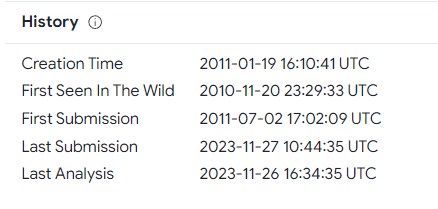 History
Creation Time 2011-01-19 16:10:41 UTC
First Seen In The Wild 2010-11-20 23:29:33 UTC
First Submission 2011-07-02 17:02:09 UTC
Last Submission 2023-11-27 10:44:35 UTC
Last Analysis 2023-11-26 16:34:35 UTC